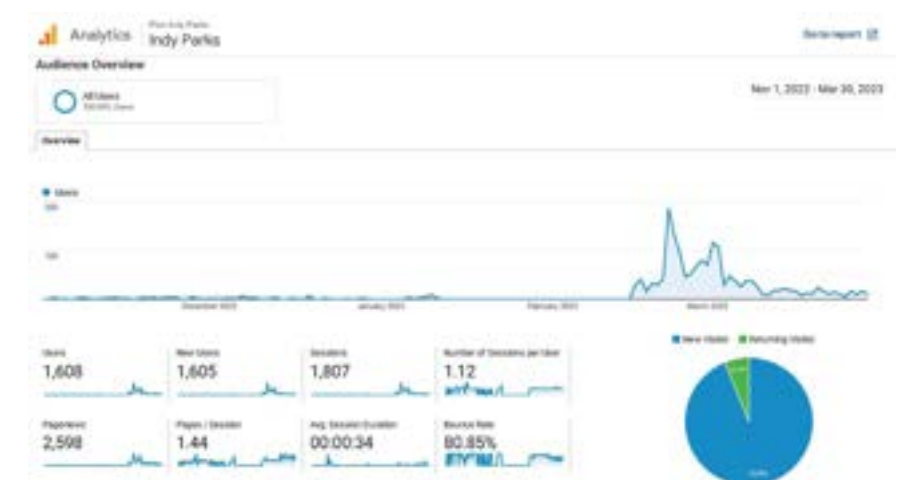 Analytics
Indy Parks
Go to report
Audience Overview
All Users
Nov 1, 2022 - Mar 30, 2023
Overview
Users
100
December 2022 January 2023 February 2023 March 2023
New Visitor Returning Visitor
Users New Users Sessions Number of Sessions per User
1,608 1,605 1,807 1.12
Pageviews Pages / Session Avg. Session Duration Bounce Rate
2,598 1.44 00:00:34 80.85%